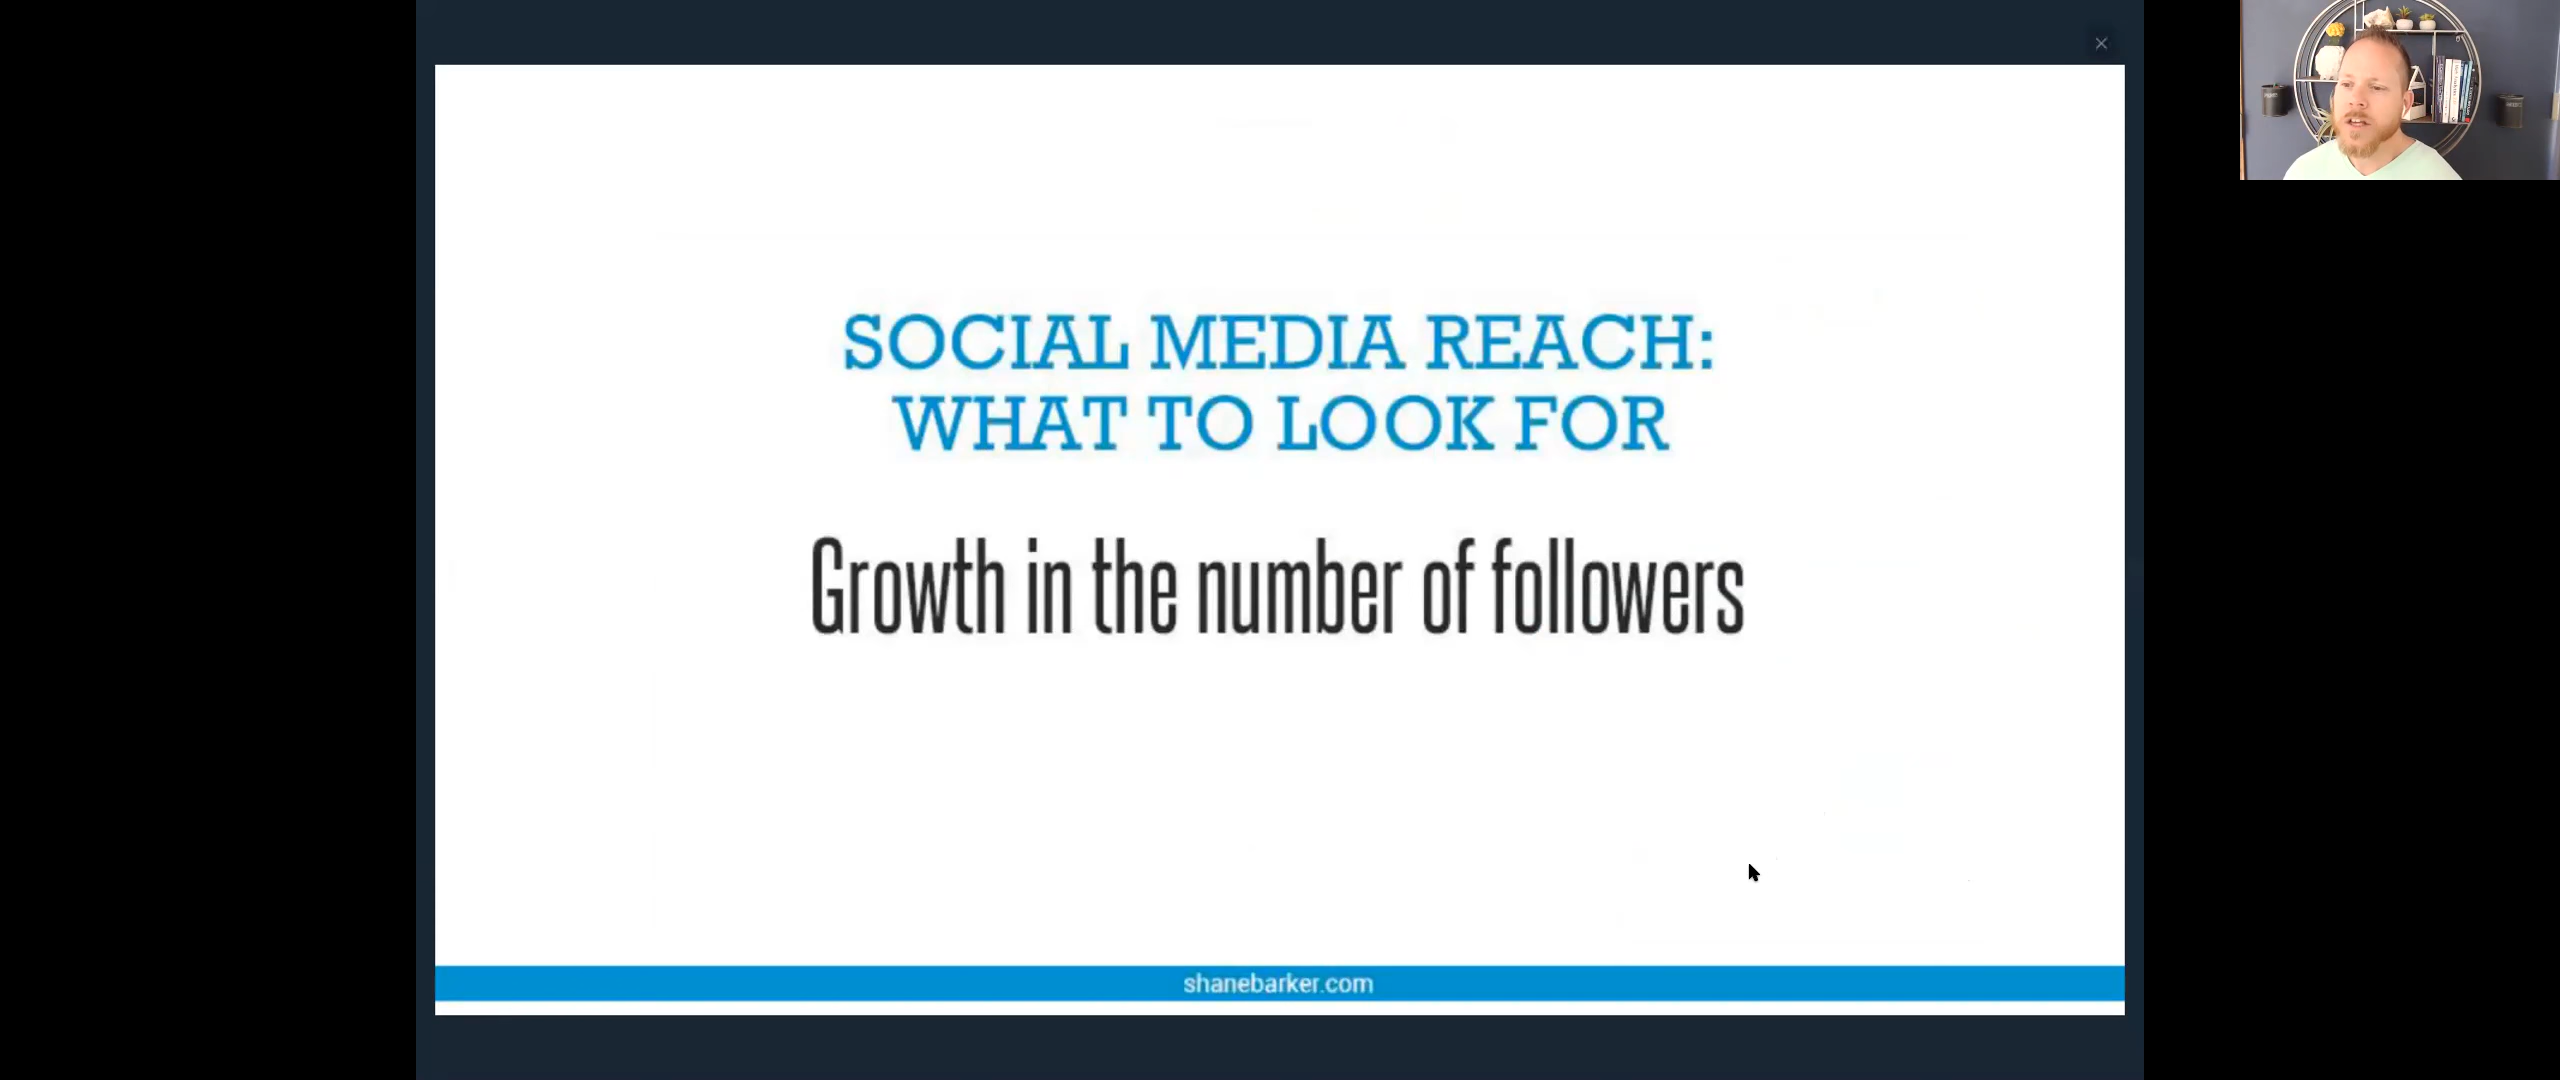 SOCIAL MEDIA REACH:
WHAT TO LOOK FOR
Growth in the number of followers
shanebarker.com